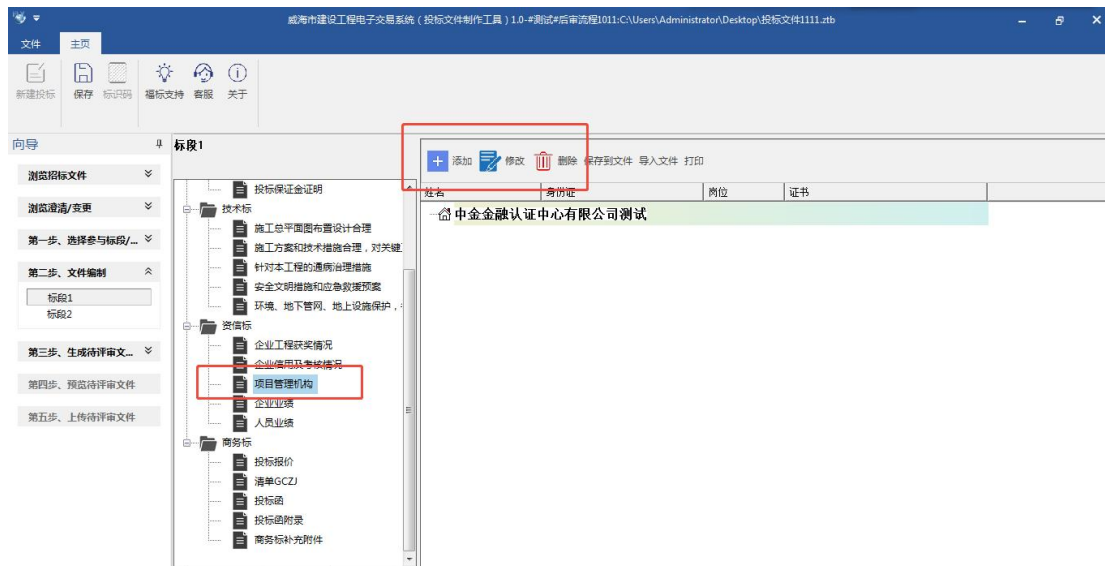 威海市建设工程电子交易系统（投标文件制作工具）1.0-#测试#后审流程1011:C:\Users\Administrator\Desktop\投标文件1111.ztb
文件 主页
新建投标 保存 标识码 福标支持 客服 关于
向导
浏览招标文件
浏览澄清/变更
第一步、选择参与标段/...
第二步、文件编制
标段1
标段2
第三步、生成待评审文...
第四步、预览待评审文件
第五步、上传待评审文件
标段1
投标保证金证明
技术标
施工总平面图布置设计合理
施工方案和技术措施合理，对关键
针对本工程的通病治理措施
安全文明措施和应急救援预案
环境、地下管网、地上设施保护，
资信标
企业工程获奖情况
企业信用及考核情况
项目管理机构
企业业绩
人员业绩
商务标
投标报价
清单GCZJ
投标函
投标函附录
商务标补充附件
添加 修改 删除 保存到文件 导入文件 打印
姓名 身份证 岗位 证书
中金金融认证中心有限公司测试